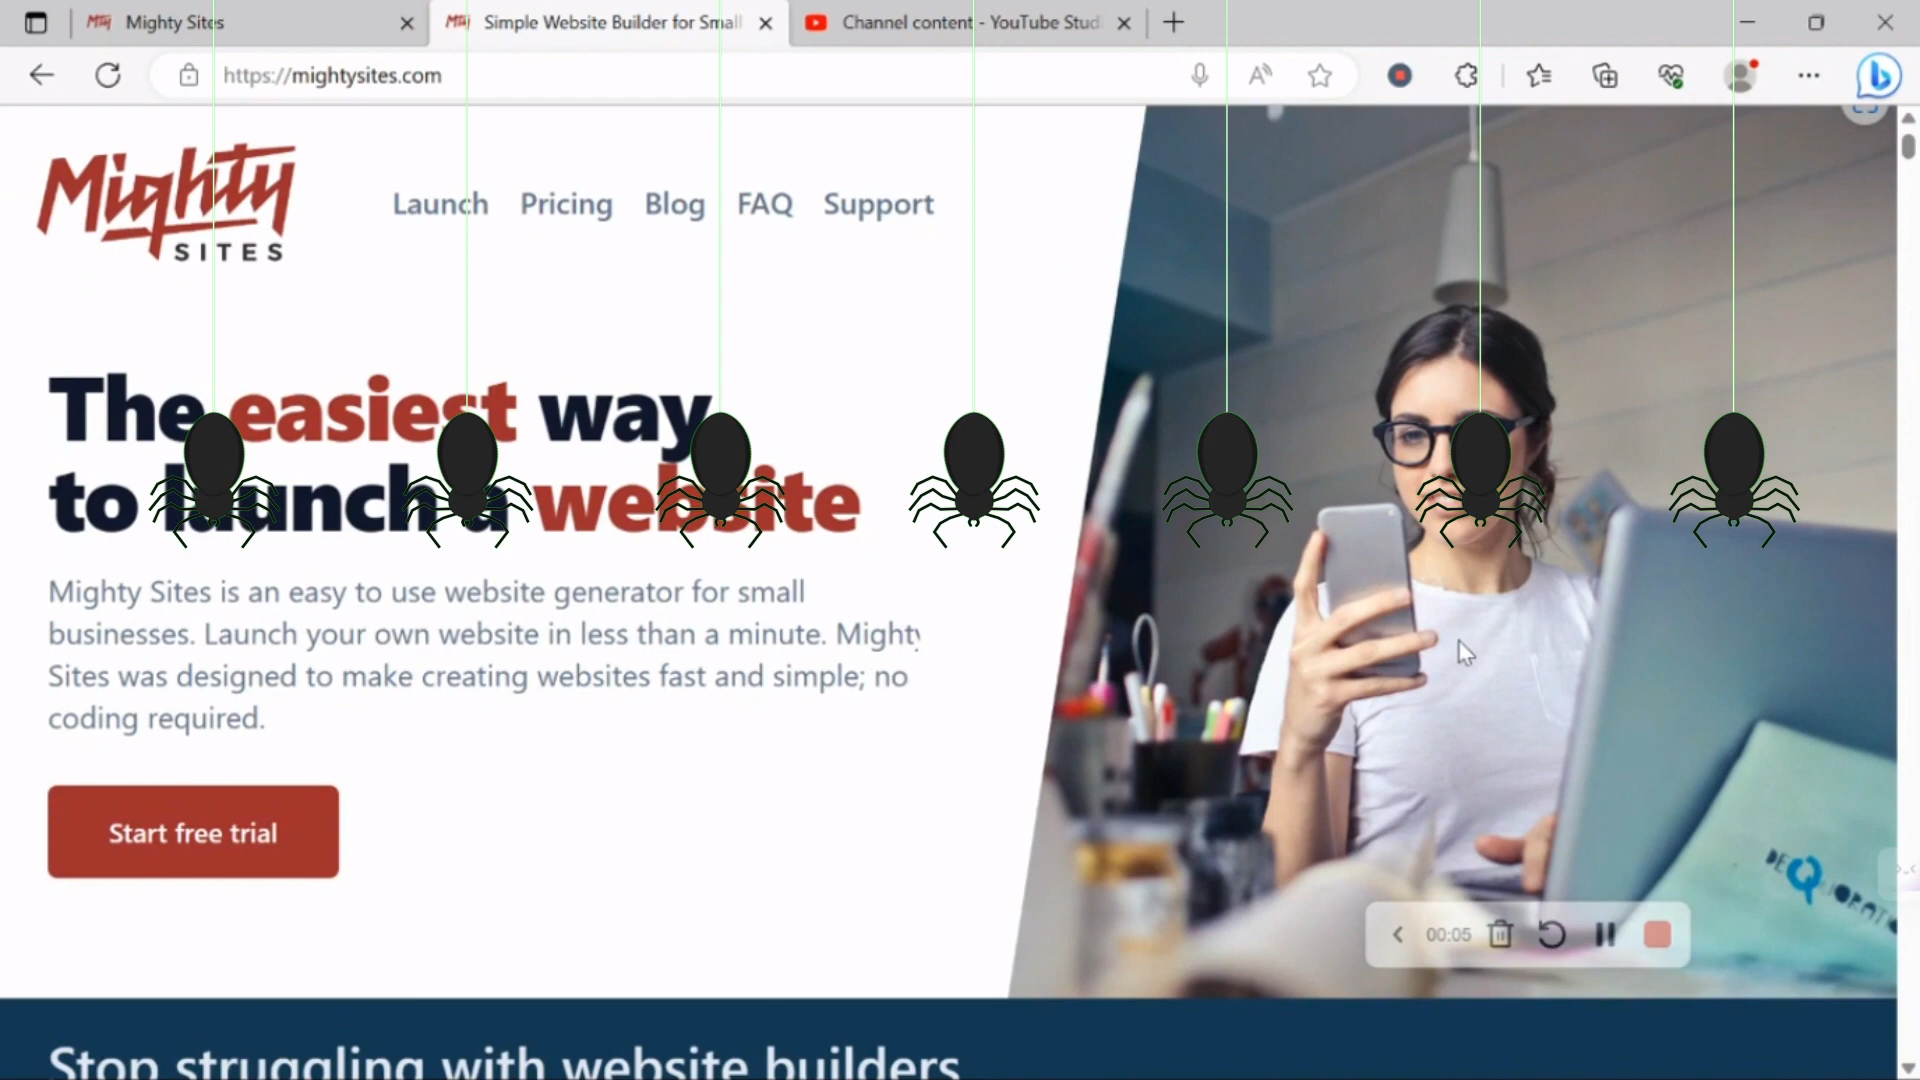 Mighty Sites
Simple Website Builder for Small
Channel content - YouTube Stud
https://mightysites.com
Mighty
SITES
Launch Pricing Blog FAQ Support
The easiest way
to launch a website
Mighty Sites is an easy to use website generator for small
businesses. Launch your own website in less than a minute. Mighty
Sites was designed to make creating websites fast and simple; no
coding required.
Start free trial
00:05
Stop struggling with website builders